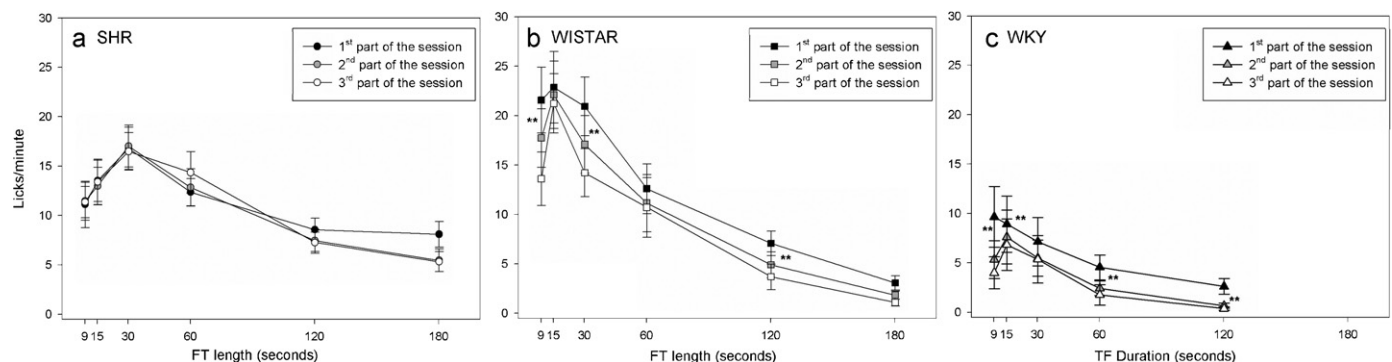 a SHR
1st part of the session
2nd part of the session
3rd part of the session
Licks/minute
30
25
20
15
10
5
0
9 15 30 60 120 180
FT length (seconds)
b WISTAR
1st part of the session
2nd part of the session
3rd part of the session
30
25
20
15
10
5
0
**
**
**
9 15 30 60 120 180
FT length (seconds)
c WKY
1st part of the session
2nd part of the session
3rd part of the session
30
25
20
15
10
5
0
**
**
**
**
9 15 30 60 120 180
TF Duration (seconds)